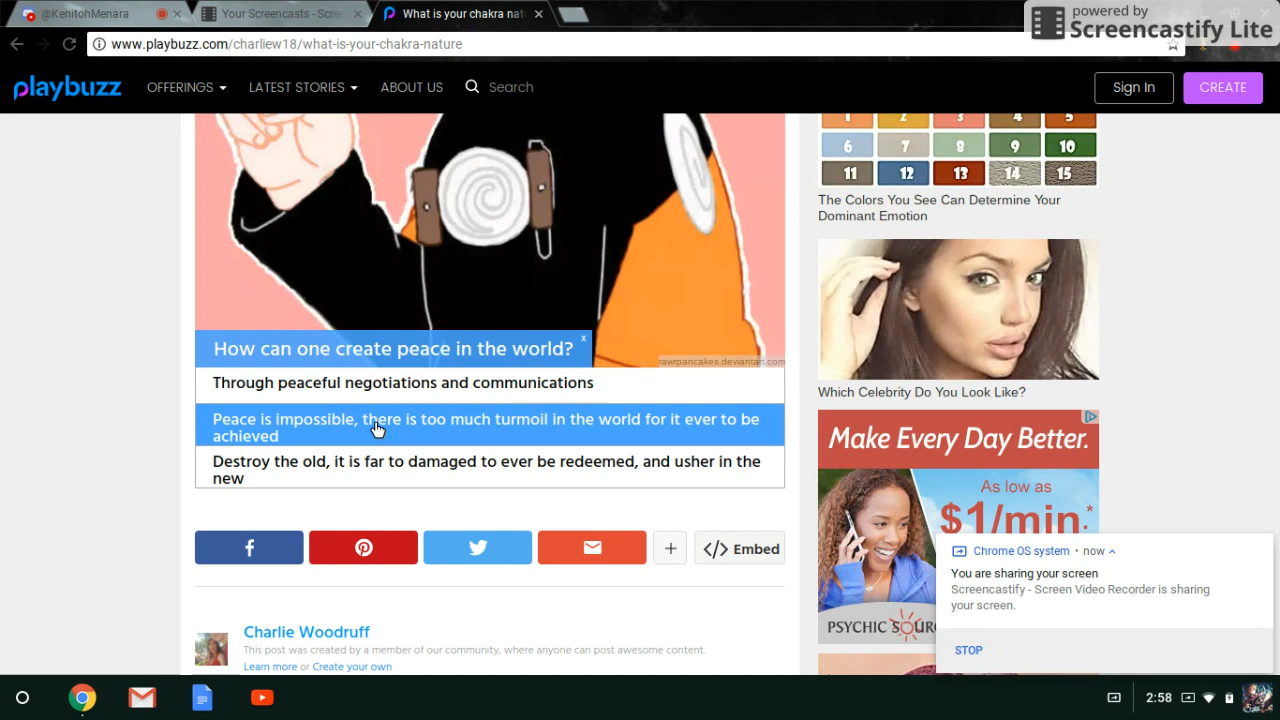 @KenitohMenara
Your Screencasts - Scre
What is your chakra nat
powered by
Screencastify Lite
www.playbuzz.com/charliew18/what-is-your-chakra-nature
playbuzz
OFFERINGS
LATEST STORIES
ABOUT US
Search
Sign In
CREATE
1 2 3 4 5
6 7 8 9 10
11 12 13 14 15
The Colors You See Can Determine Your
Dominant Emotion
How can one create peace in the world?
x
rawrpancakes.deviantart.com
Through peaceful negotiations and communications
Peace is impossible, there is too much turmoil in the world for it ever to be
achieved
Destroy the old, it is far to damaged to ever be redeemed, and usher in the
new
Which Celebrity Do You Look Like?
Make Every Day Better.
As low as
$1/min.*
PSYCHIC SOUR
</> Embed
Charlie Woodruff
This post was created by a member of our community, where anyone can post awesome content.
Learn more or Create your own
Chrome OS system • now
You are sharing your screen
Screencastify - Screen Video Recorder is sharing
your screen.
STOP
2:58